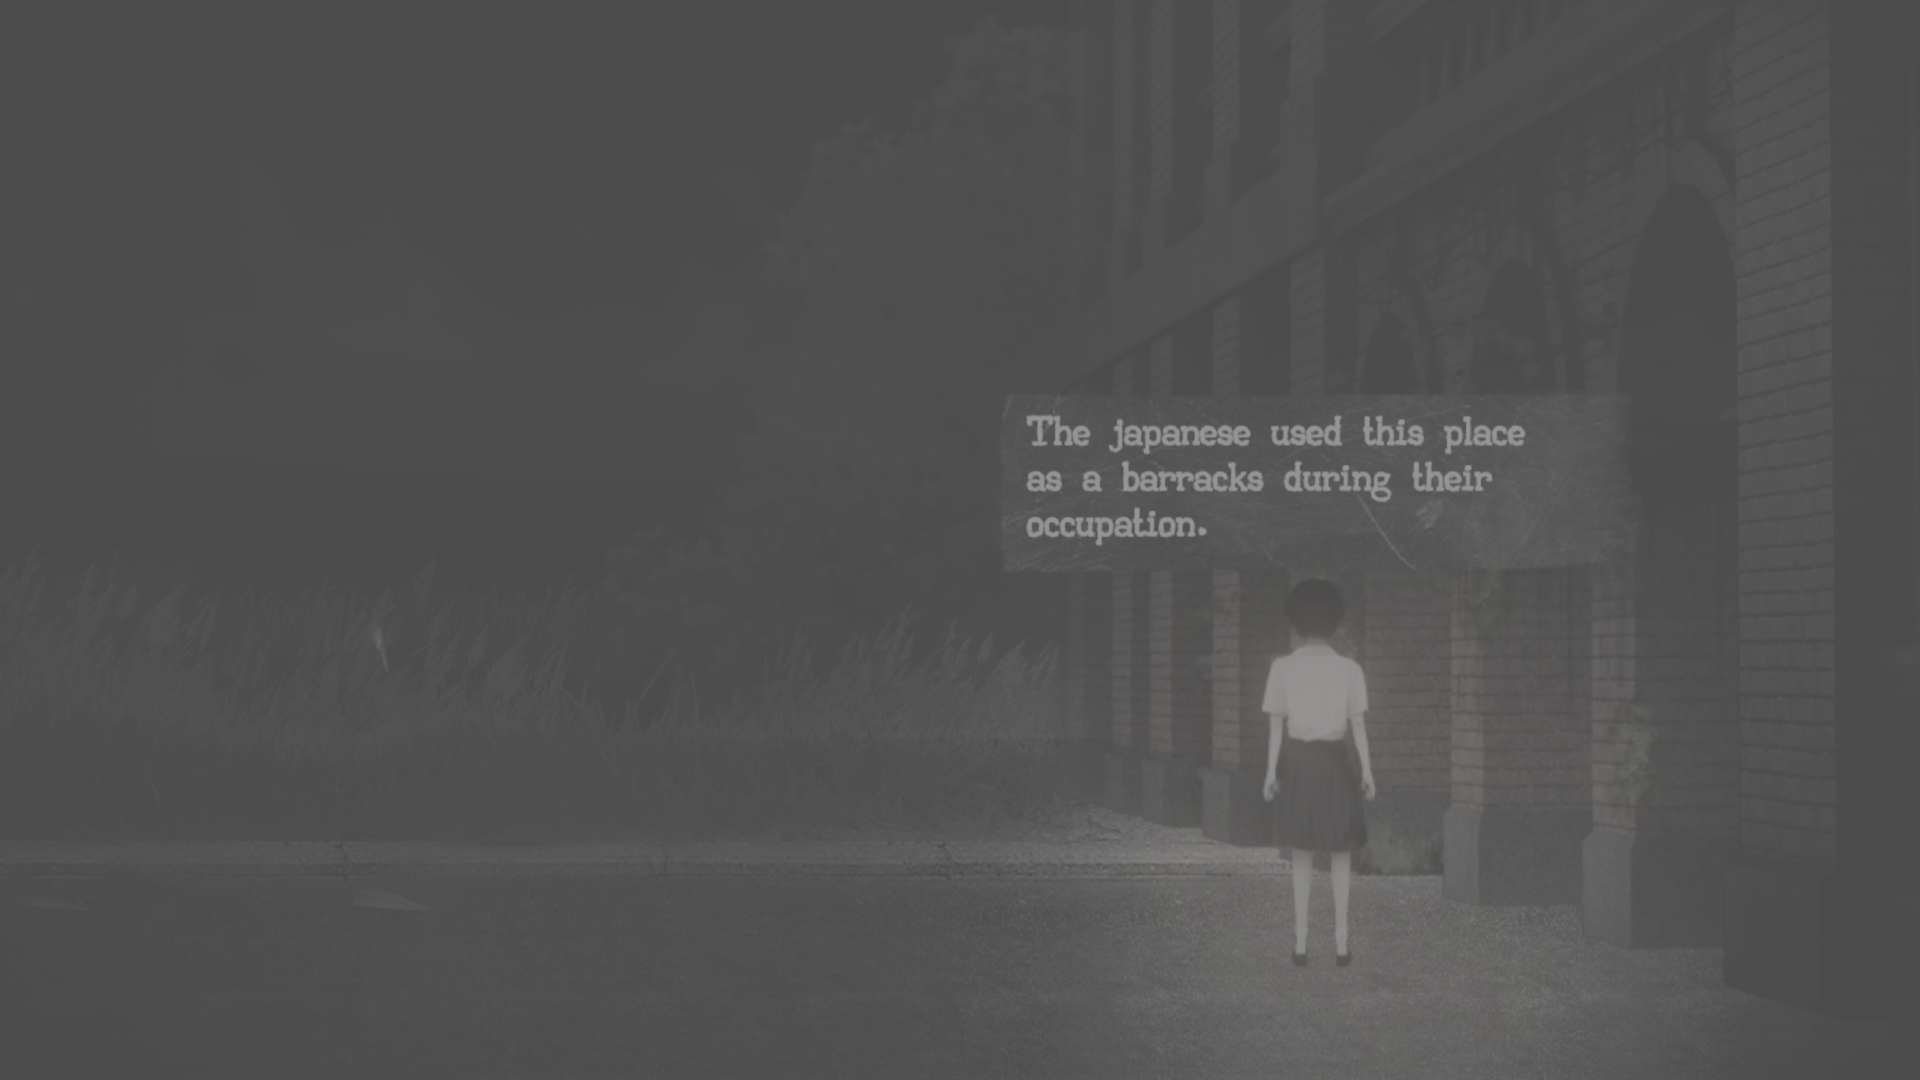 The japanese used this place
as a barracks during their
occupation.